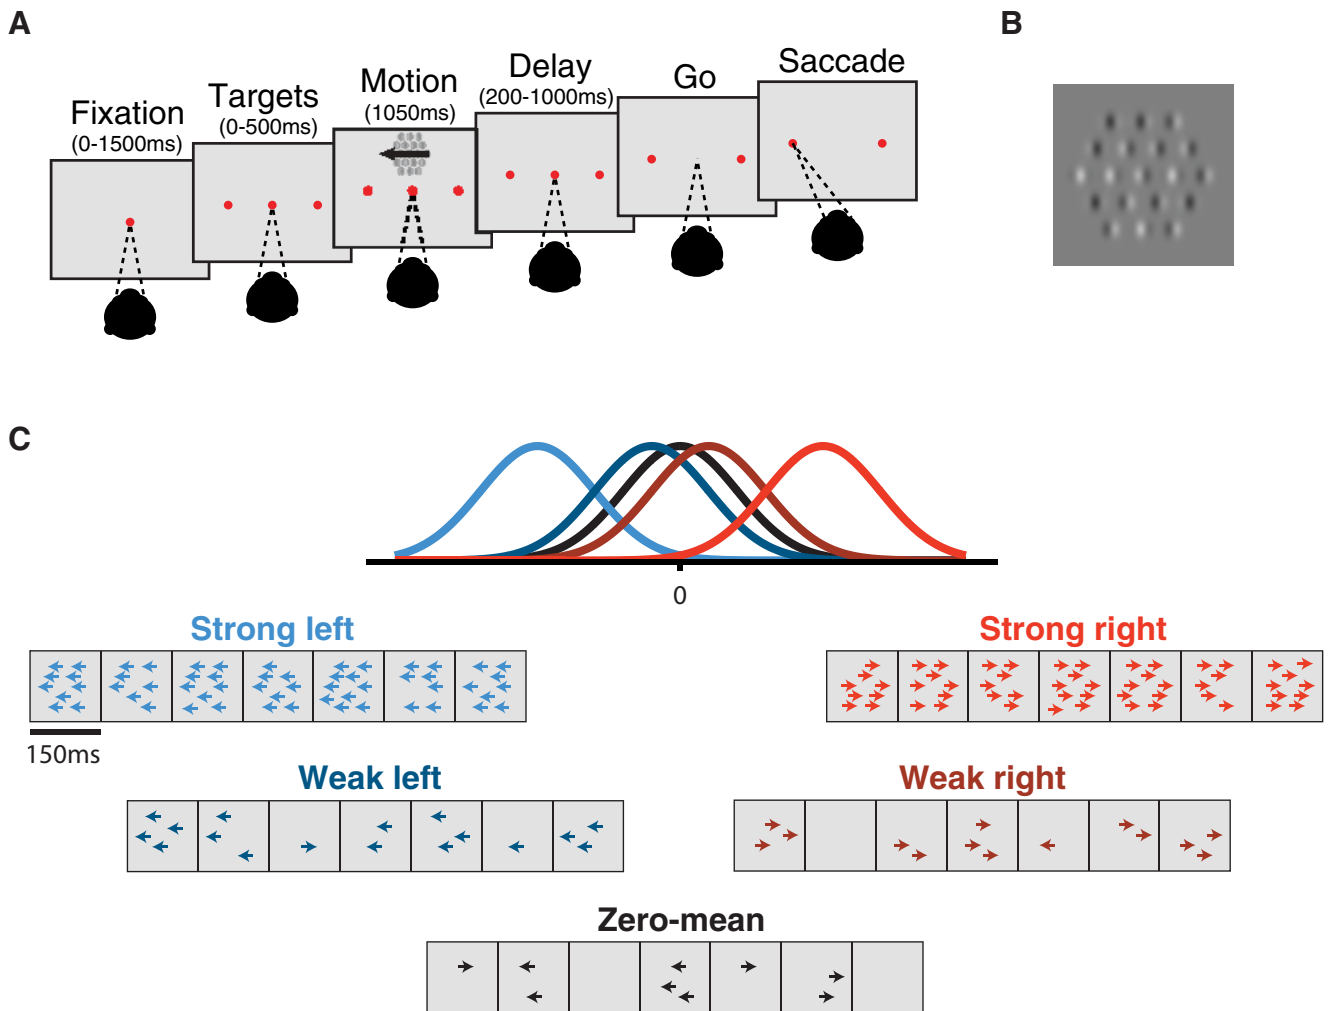 A
B
Fixation
(0-1500ms)
Targets
(0-500ms)
Motion
(1050ms)
Delay
(200-1000ms)
Go
Saccade
C
0
Strong left
Strong right
150ms
Weak left
Weak right
Zero-mean